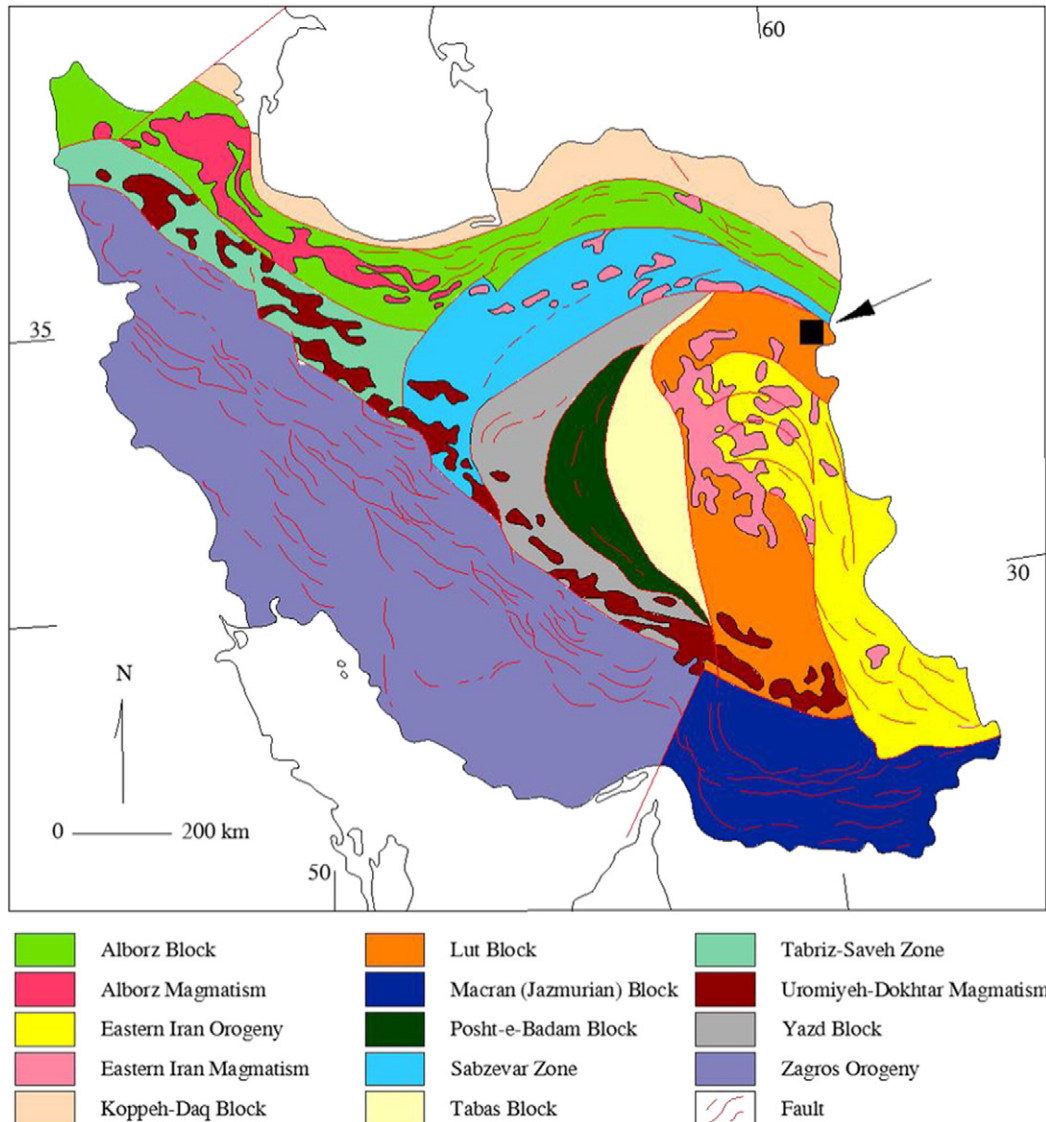 60
35
30
N
0 200 km
50
Alborz Block
Lut Block
Tabriz-Saveh Zone
Alborz Magmatism
Macran (Jazmurian) Block
Uromiyeh-Dokhtar Magmatism
Eastern Iran Orogeny
Posht-e-Badam Block
Yazd Block
Eastern Iran Magmatism
Sabzevar Zone
Zagros Orogeny
Koppeh-Daq Block
Tabas Block
Fault